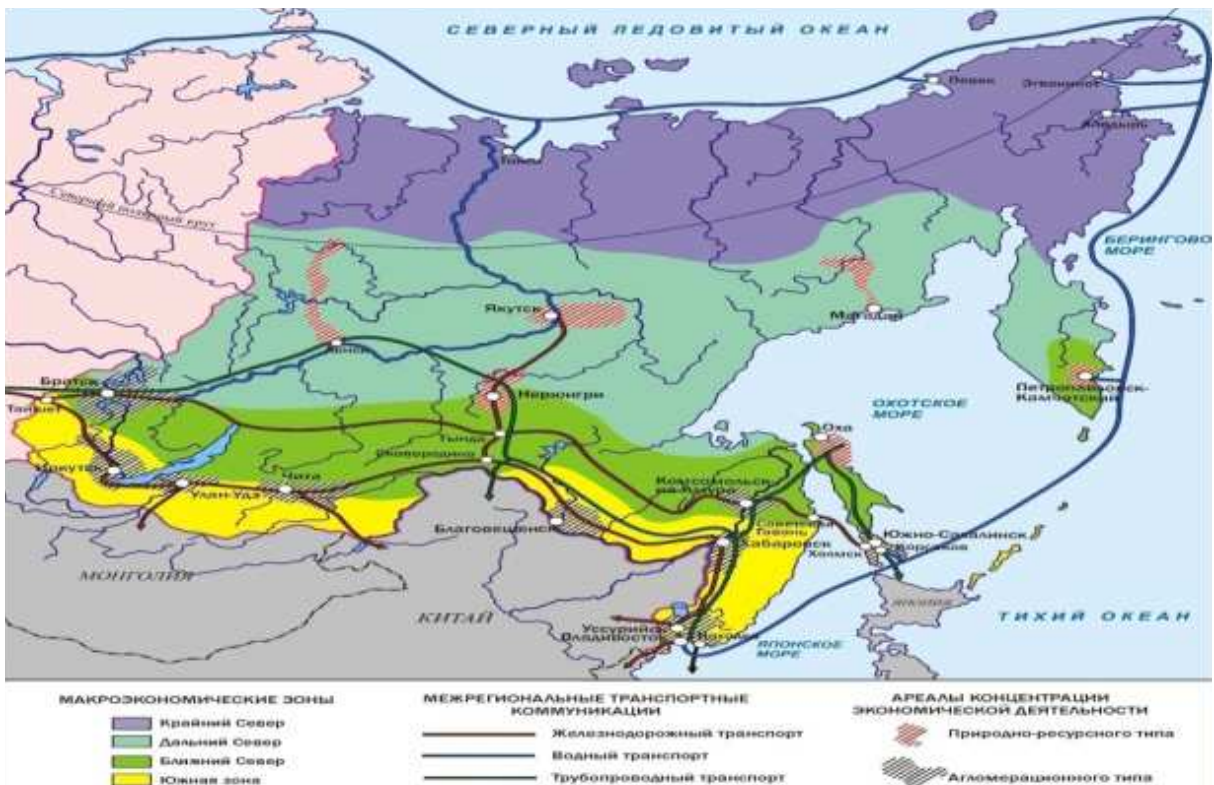 СЕВЕРНЫЙ ЛЕДОВИТЫЙ ОКЕАН
Певек
Эгвекинот
Анадырь
Тикси
Северный полярный круг
БЕРИНГОВО
МОРЕ
Якутск
Магадан
Ленск
Братск
Тайшет
Нерюнгри
Петропавловск-
Камчатский
ОХОТСКОЕ
МОРЕ
Оха
Тында
Сковородино
Иркутск
Чита
Улан-Удэ
Комсомольск-
на-Амуре
Благовещенск
Советская
Гавань
Хабаровск
Южно-Сахалинск
Корсаков
Холмск
МОНГОЛИЯ
КИТАЙ
ЯПОНИЯ
ТИХИЙ ОКЕАН
Уссурийск
Владивосток
Находка
ЯПОНСКОЕ
МОРЕ
МАКРОЭКОНОМИЧЕСКИЕ ЗОНЫ
Крайний Север
Дальний Север
Ближний Север
Южная зона
МЕЖРЕГИОНАЛЬНЫЕ ТРАНСПОРТНЫЕ
КОММУНИКАЦИИ
Железнодорожный транспорт
Водный транспорт
Трубопроводный транспорт
АРЕАЛЫ КОНЦЕНТРАЦИИ
ЭКОНОМИЧЕСКОЙ ДЕЯТЕЛЬНОСТИ
Природно-ресурсного типа
Агломерационного типа